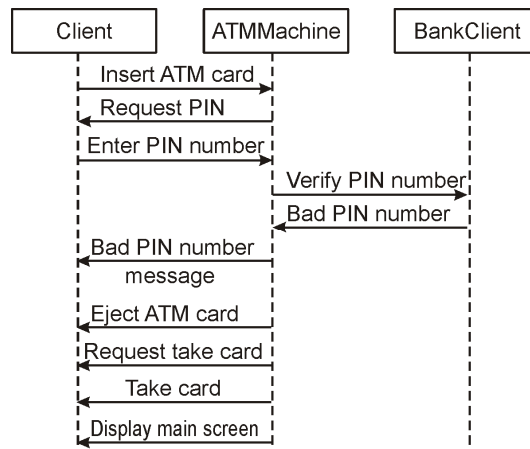 Client
ATMMachine
BankClient
Insert ATM card
Request PIN
Enter PIN number
Verify PIN number
Bad PIN number
Bad PIN number
message
Eject ATM card
Request take card
Take card
Display main screen